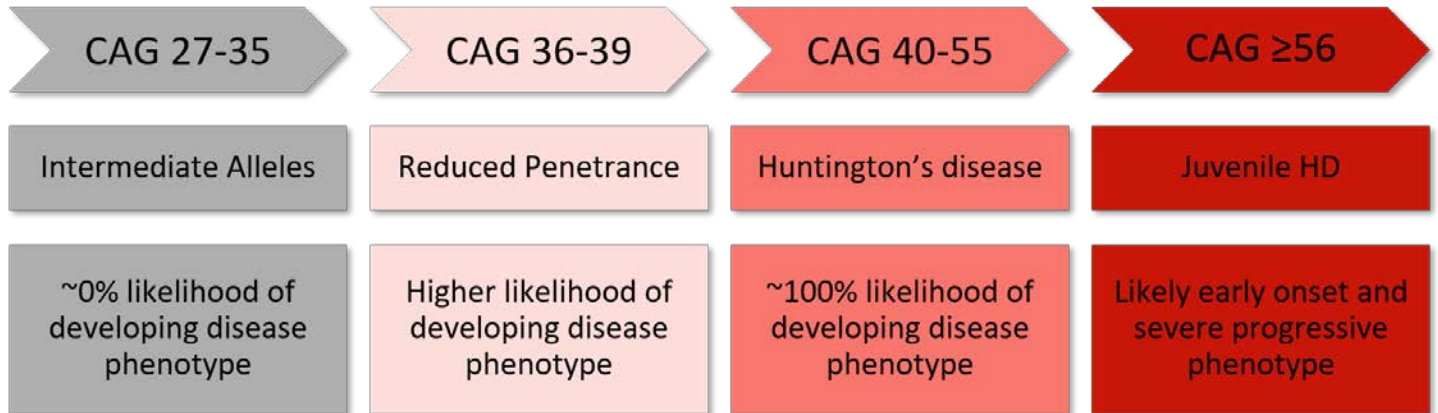 CAG 27-35
CAG 36-39
CAG 40-55
CAG ≥56
Intermediate Alleles
Reduced Penetrance
Huntington’s disease
Juvenile HD
~0% likelihood of
developing disease
phenotype
Higher likelihood of
developing disease
phenotype
~100% likelihood of
developing disease
phenotype
Likely early onset and
severe progressive
phenotype